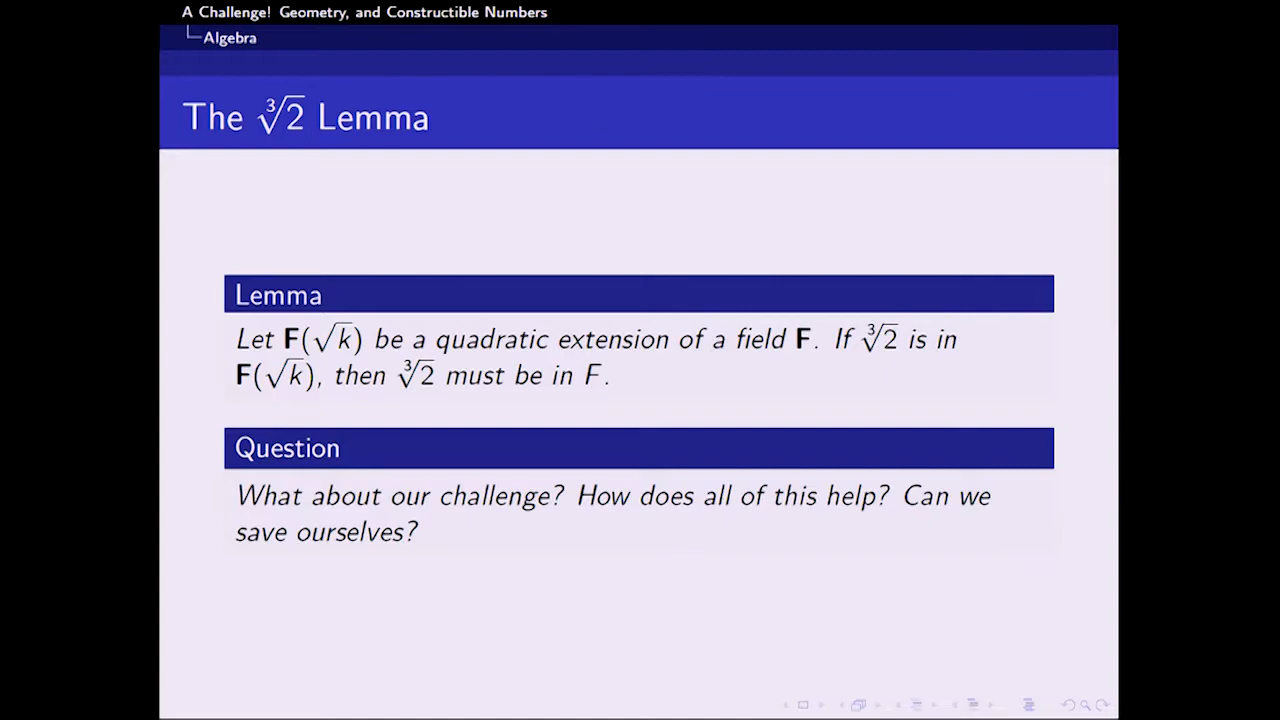 A Challenge! Geometry, and Constructible Numbers
Algebra
The ∛2 Lemma
Lemma
Let F(√k) be a quadratic extension of a field F. If ∛2 is in
F(√k), then ∛2 must be in F.
Question
What about our challenge? How does all of this help? Can we
save ourselves?